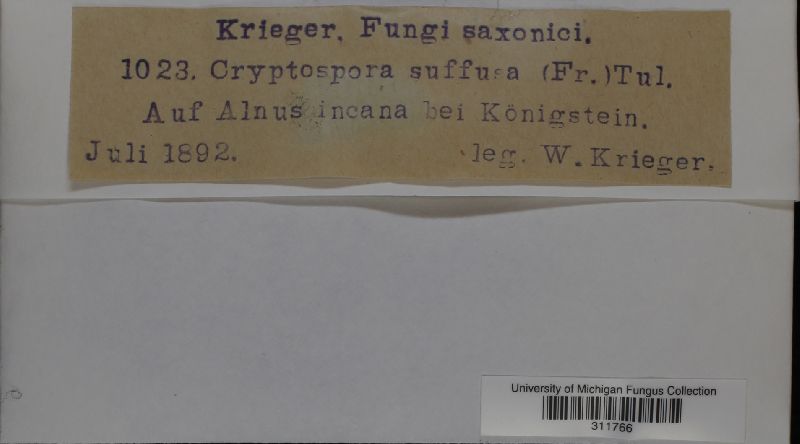 Krieger, Fungi saxonici.
1023. Cryptospora suffusa (Fr.) Tul.
Auf Alnus incana bei Königstein.
Juli 1892. leg. W. Krieger.
University of Michigan Fungus Collection
311766